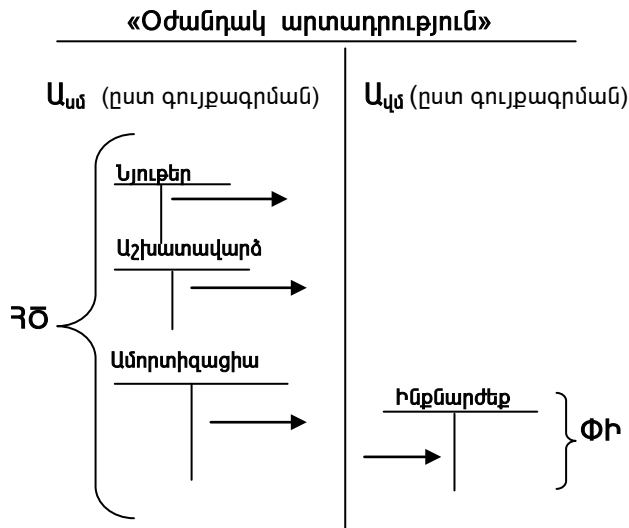 «Օժանդակ արտադրություն»
Ասմ (ըստ գույքագրման)
Ավմ (ըստ գույքագրման)
Նյութեր
Աշխատավարձ
ՀԾ
Ամորտիզացիա
Ինքնարժեք
ՓԻ